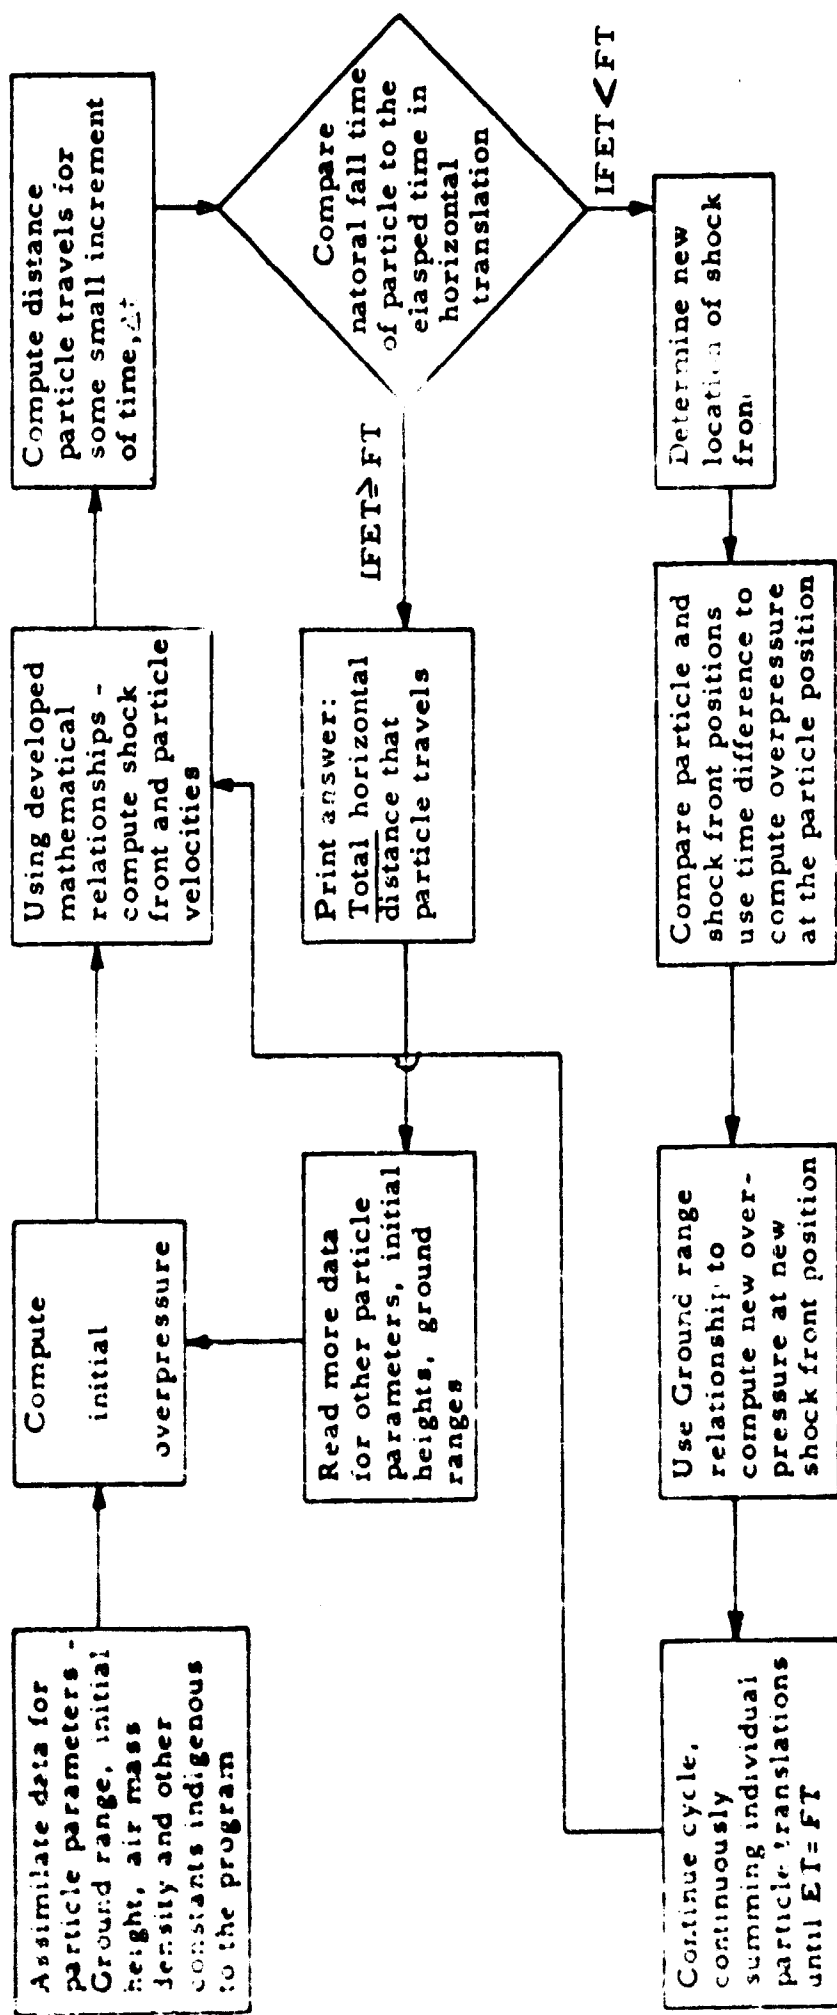 Assimilate data for
particle parameters -
Ground range, initial
height, air mass
density and other
constants indigenous
to the program
Compute
initial
overpressure
Using developed
mathematical
relationships -
compute shock
front and particle
velocities
Compute distance
particle travels for
some small increment
of time, Δt
Compare
natoral fall time
of particle to the
elasped time in
horizontal
translation
IFET≥FT
Print answer:
Total horizontal
distance that
particle travels
Read more data
for other particle
parameters, initial
heights, ground
ranges
IFET<FT
Determine new
location of shock
fron
Compare particle and
shock front positions
use time difference to
compute overpressure
at the particle position
Use Ground range
relationship to
compute new over-
pressure at new
shock front position
Continue cycle,
continuously
summing individual
particle translations
until ET=FT